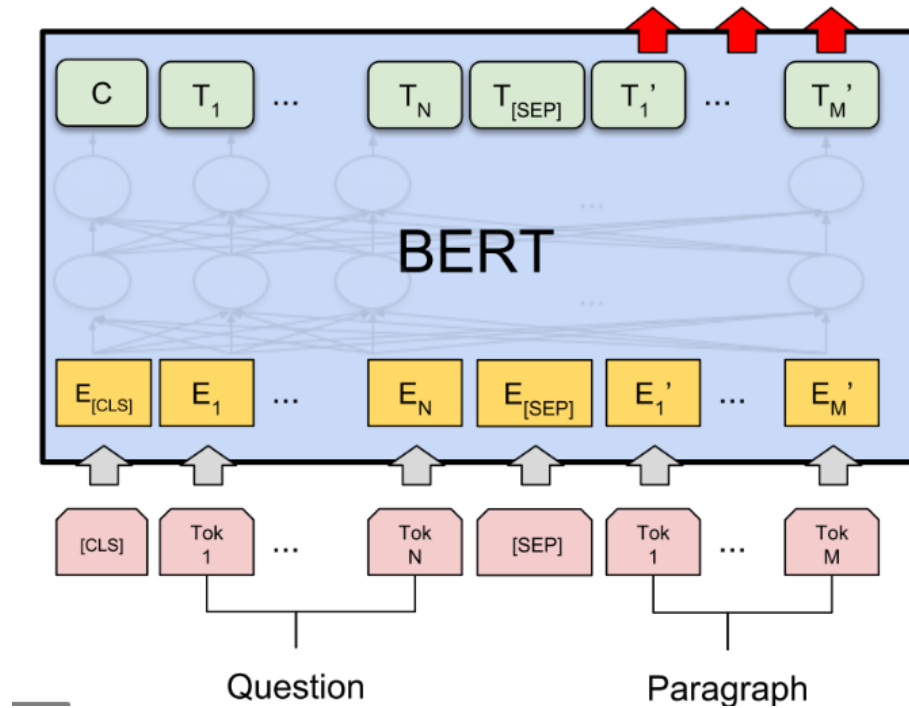 C T1 ... TN T[SEP] T1' ... TM'
...
BERT
...
E[CLS] E1 ... EN E[SEP] E1' ... EM'
[CLS] Tok 1 ... Tok N [SEP] Tok 1 ... Tok M
Question Paragraph